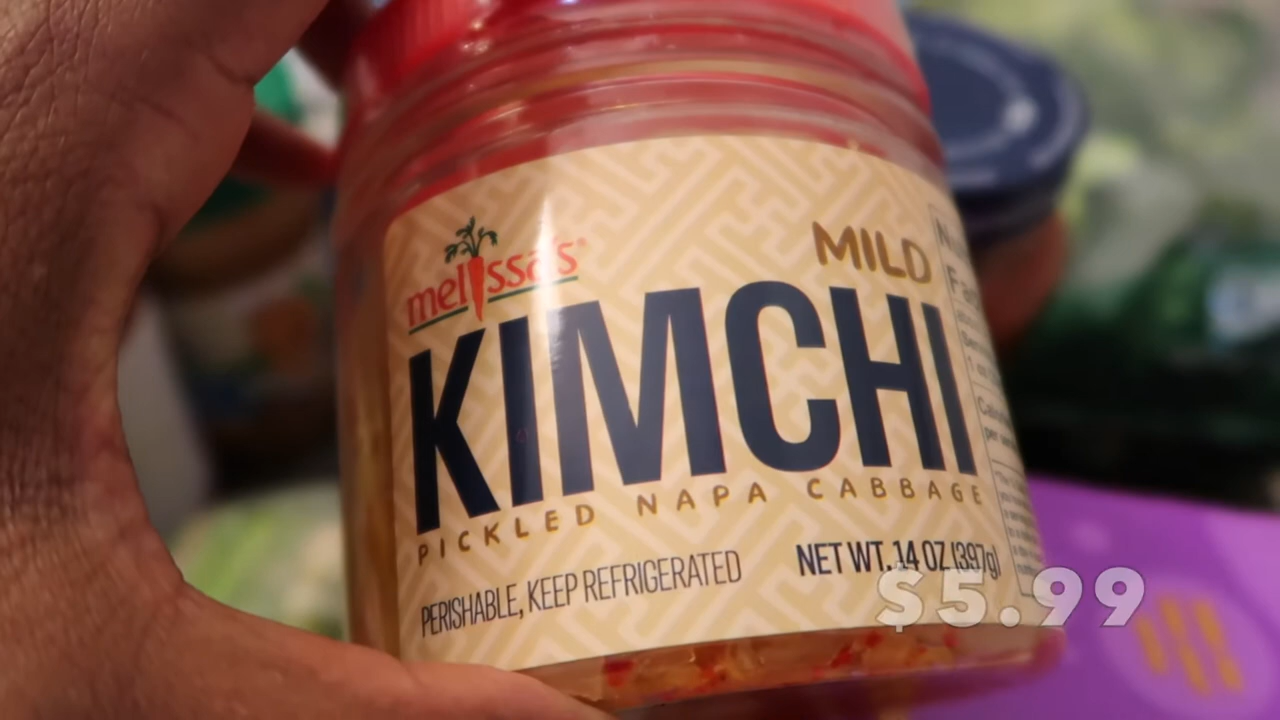 melissa's®
MILD
KIMCHI
PICKLED NAPA CABBAGE
PERISHABLE, KEEP REFRIGERATED
NET WT. 14 OZ (397g)
$5.99